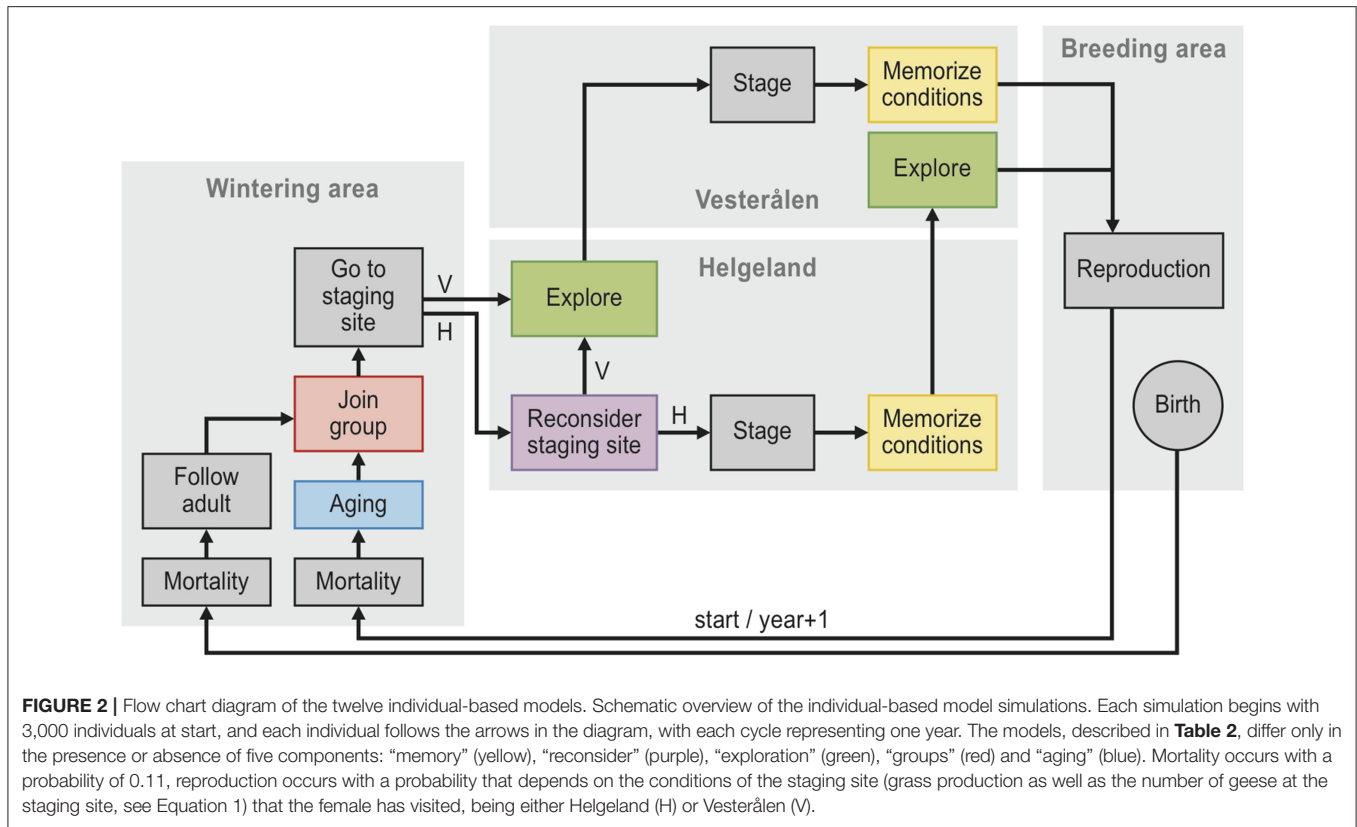 Breeding area
Stage
Memorize
conditions
Explore
Vesterålen
Reproduction
Birth
Wintering area
Go to
staging
site
V
H
Helgeland
Explore
V
Join
group
Reconsider
staging site
H
Stage
Memorize
conditions
Follow
adult
Aging
Mortality
Mortality
start / year+1
FIGURE 2 | Flow chart diagram of the twelve individual-based models. Schematic overview of the individual-based model simulations. Each simulation begins with
3,000 individuals at start, and each individual follows the arrows in the diagram, with each cycle representing one year. The models, described in Table 2, differ only in
the presence or absence of five components: “memory” (yellow), “reconsider” (purple), “exploration” (green), “groups” (red) and “aging” (blue). Mortality occurs with a
probability of 0.11, reproduction occurs with a probability that depends on the conditions of the staging site (grass production as well as the number of geese at the
staging site, see Equation 1) that the female has visited, being either Helgeland (H) or Vesterålen (V).